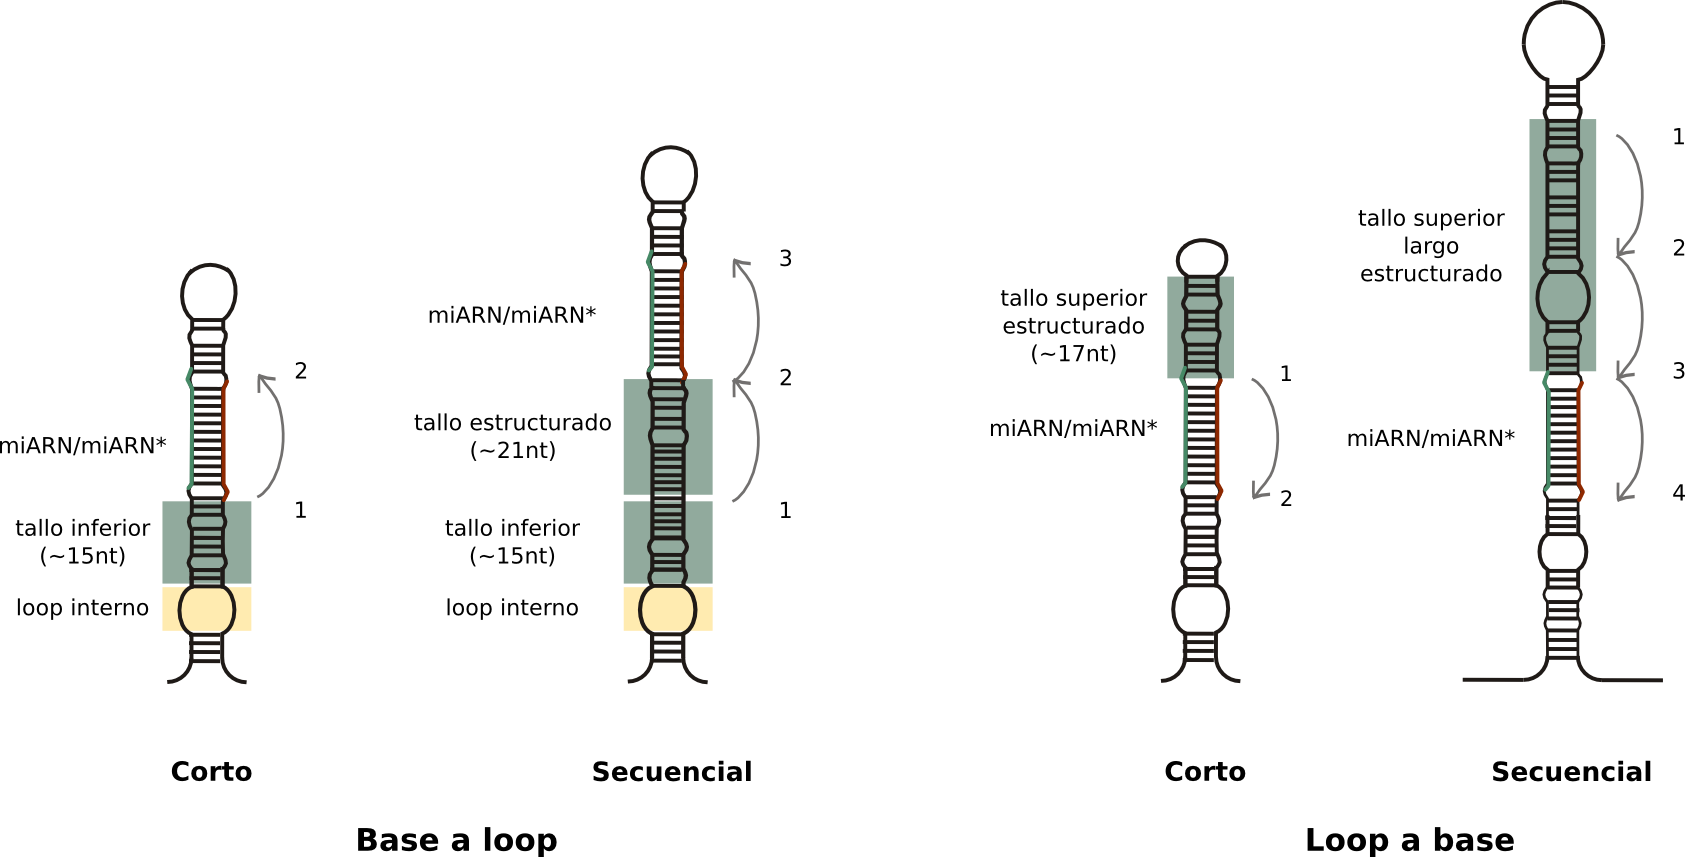 2
miARN/miARN*
1
tallo inferior
(~15nt)
loop interno
Corto
3
miARN/miARN*
2
tallo estructurado
(~21nt)
1
tallo inferior
(~15nt)
loop interno
Secuencial
Base a loop
tallo superior
estructurado
(~17nt)
1
miARN/miARN*
2
Corto
1
tallo superior
largo
estructurado
2
3
miARN/miARN*
4
Secuencial
Loop a base